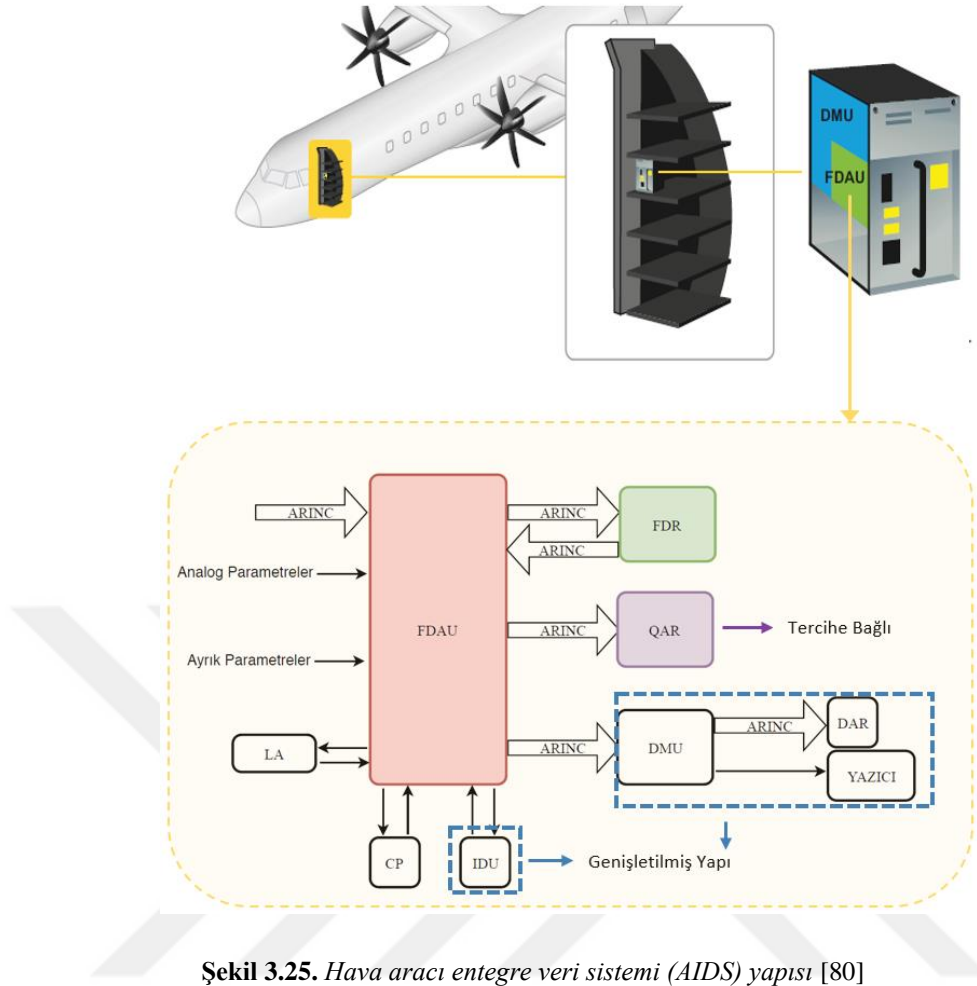 DMU
FDAU
ARINC
ARINC
FDR
ARINC
Analog Parametreler
FDAU
ARINC
QAR
Tercihe Bağlı
Ayrık Parametreler
DAR
ARINC
LA
ARINC
DMU
YAZICI
CP
IDU
Genişletilmiş Yapı
Şekil 3.25. Hava aracı entegre veri sistemi (AIDS) yapısı [80]